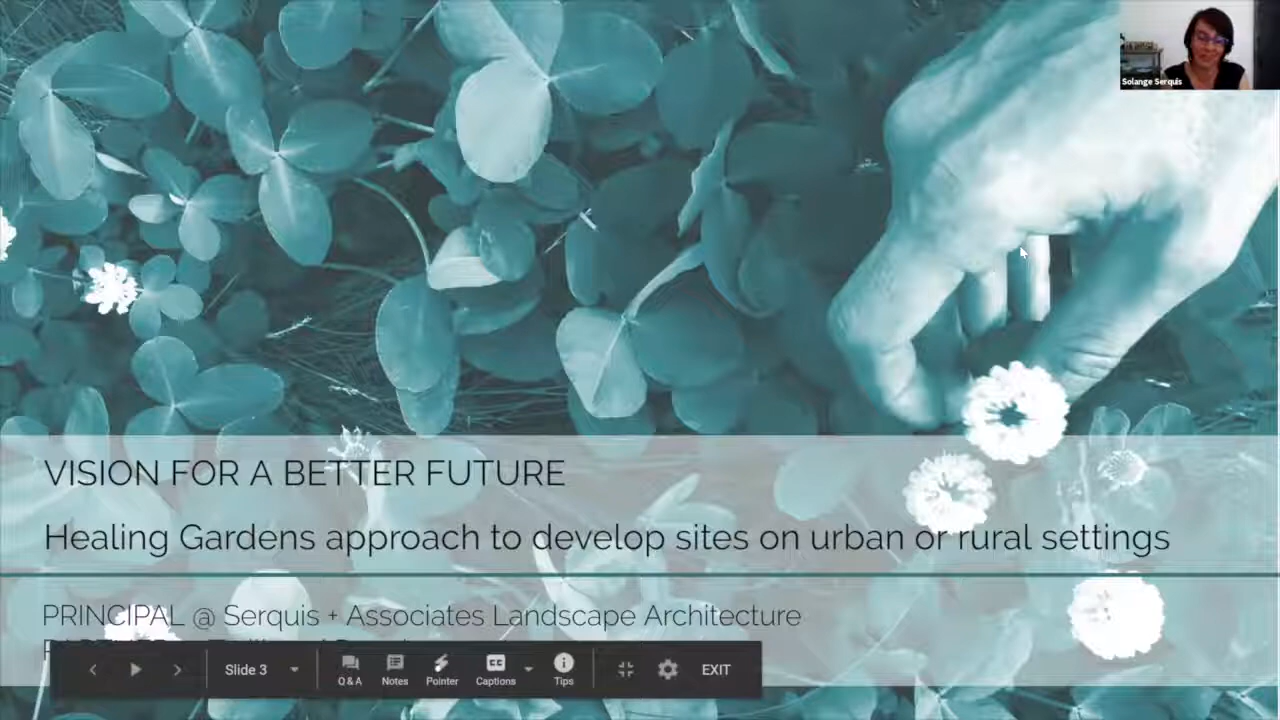 Solange Serquis
VISION FOR A BETTER FUTURE
Healing Gardens approach to develop sites on urban or rural settings
PRINCIPAL @ Serquis + Associates Landscape Architecture
Slide 3
Q & A
Notes
Pointer
CC
Captions
Tips
EXIT